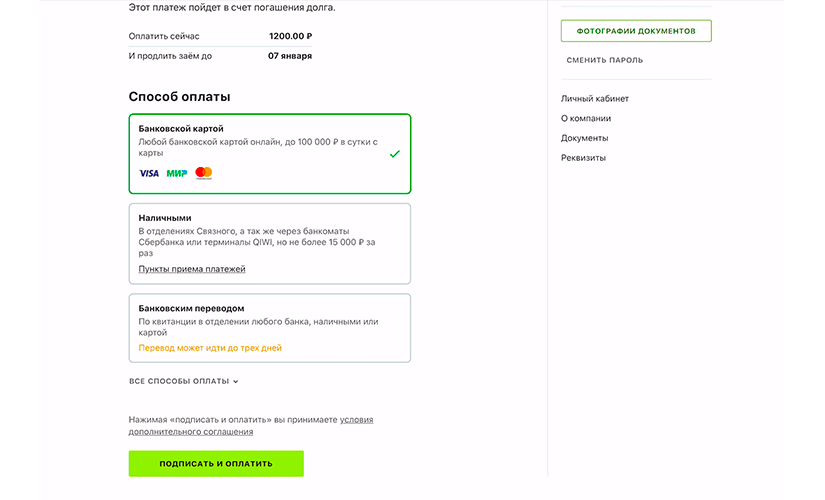 Этот платеж пойдет в счет погашения долга.
Оплатить сейчас 1200.00 ₽
И продлить заём до 07 января
Способ оплаты
Банковской картой
Любой банковской картой онлайн, до 100 000 ₽ в сутки с
карты
VISA МИР
Наличными
В отделениях Связного, а так же через банкоматы
Сбербанка или терминалы QIWI, но не более 15 000 ₽ за
раз
Пункты приема платежей
Банковским переводом
По квитанции в отделении любого банка, наличными или
картой
Перевод может идти до трех дней
ВСЕ СПОСОБЫ ОПЛАТЫ
Нажимая «подписать и оплатить» вы принимаете условия
дополнительного соглашения
ПОДПИСАТЬ И ОПЛАТИТЬ
ФОТОГРАФИИ ДОКУМЕНТОВ
СМЕНИТЬ ПАРОЛЬ
Личный кабинет
О компании
Документы
Реквизиты